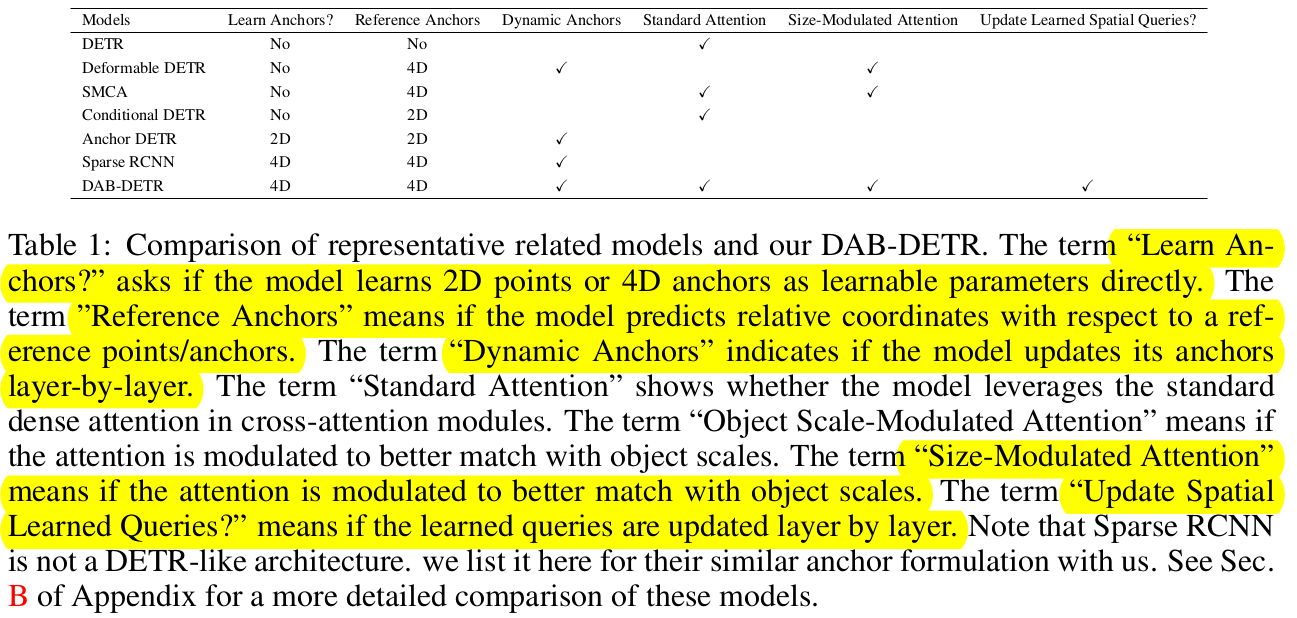 Models Learn Anchors? Reference Anchors Dynamic Anchors Standard Attention Size-Modulated Attention Update Learned Spatial Queries?
DETR No No ✓
Deformable DETR No 4D ✓ ✓
SMCA No 4D ✓ ✓
Conditional DETR No 2D ✓
Anchor DETR 2D 2D ✓
Sparse RCNN 4D 4D ✓
DAB-DETR 4D 4D ✓ ✓ ✓ ✓
Table 1: Comparison of representative related models and our DAB-DETR. The term “Learn An-
chors?” asks if the model learns 2D points or 4D anchors as learnable parameters directly. The
term ”Reference Anchors” means if the model predicts relative coordinates with respect to a ref-
erence points/anchors. The term “Dynamic Anchors” indicates if the model updates its anchors
layer-by-layer. The term “Standard Attention” shows whether the model leverages the standard
dense attention in cross-attention modules. The term “Object Scale-Modulated Attention” means if
the attention is modulated to better match with object scales. The term “Size-Modulated Attention”
means if the attention is modulated to better match with object scales. The term “Update Spatial
Learned Queries?” means if the learned queries are updated layer by layer. Note that Sparse RCNN
is not a DETR-like architecture. we list it here for their similar anchor formulation with us. See Sec.
B of Appendix for a more detailed comparison of these models.